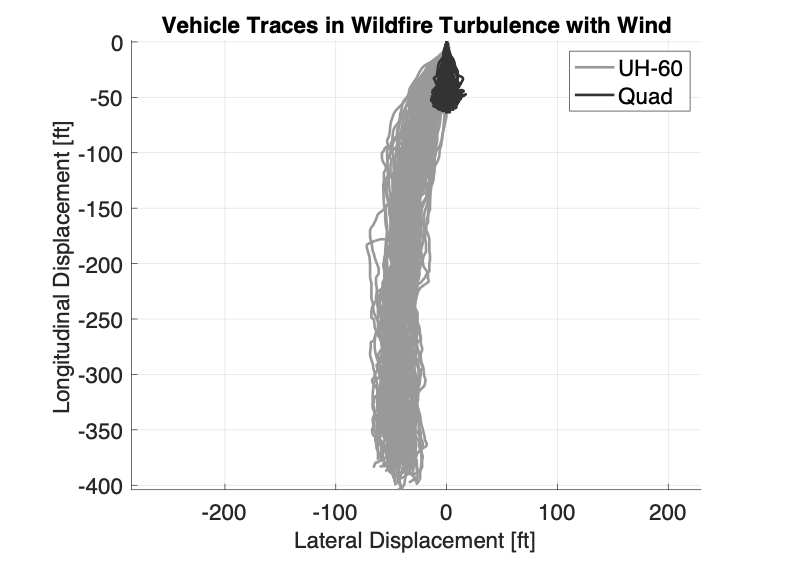 Vehicle Traces in Wildfire Turbulence with Wind
UH-60
Quad
Longitudinal Displacement [ft]
0
-50
-100
-150
-200
-250
-300
-350
-400
-200
-100
0
100
200
Lateral Displacement [ft]